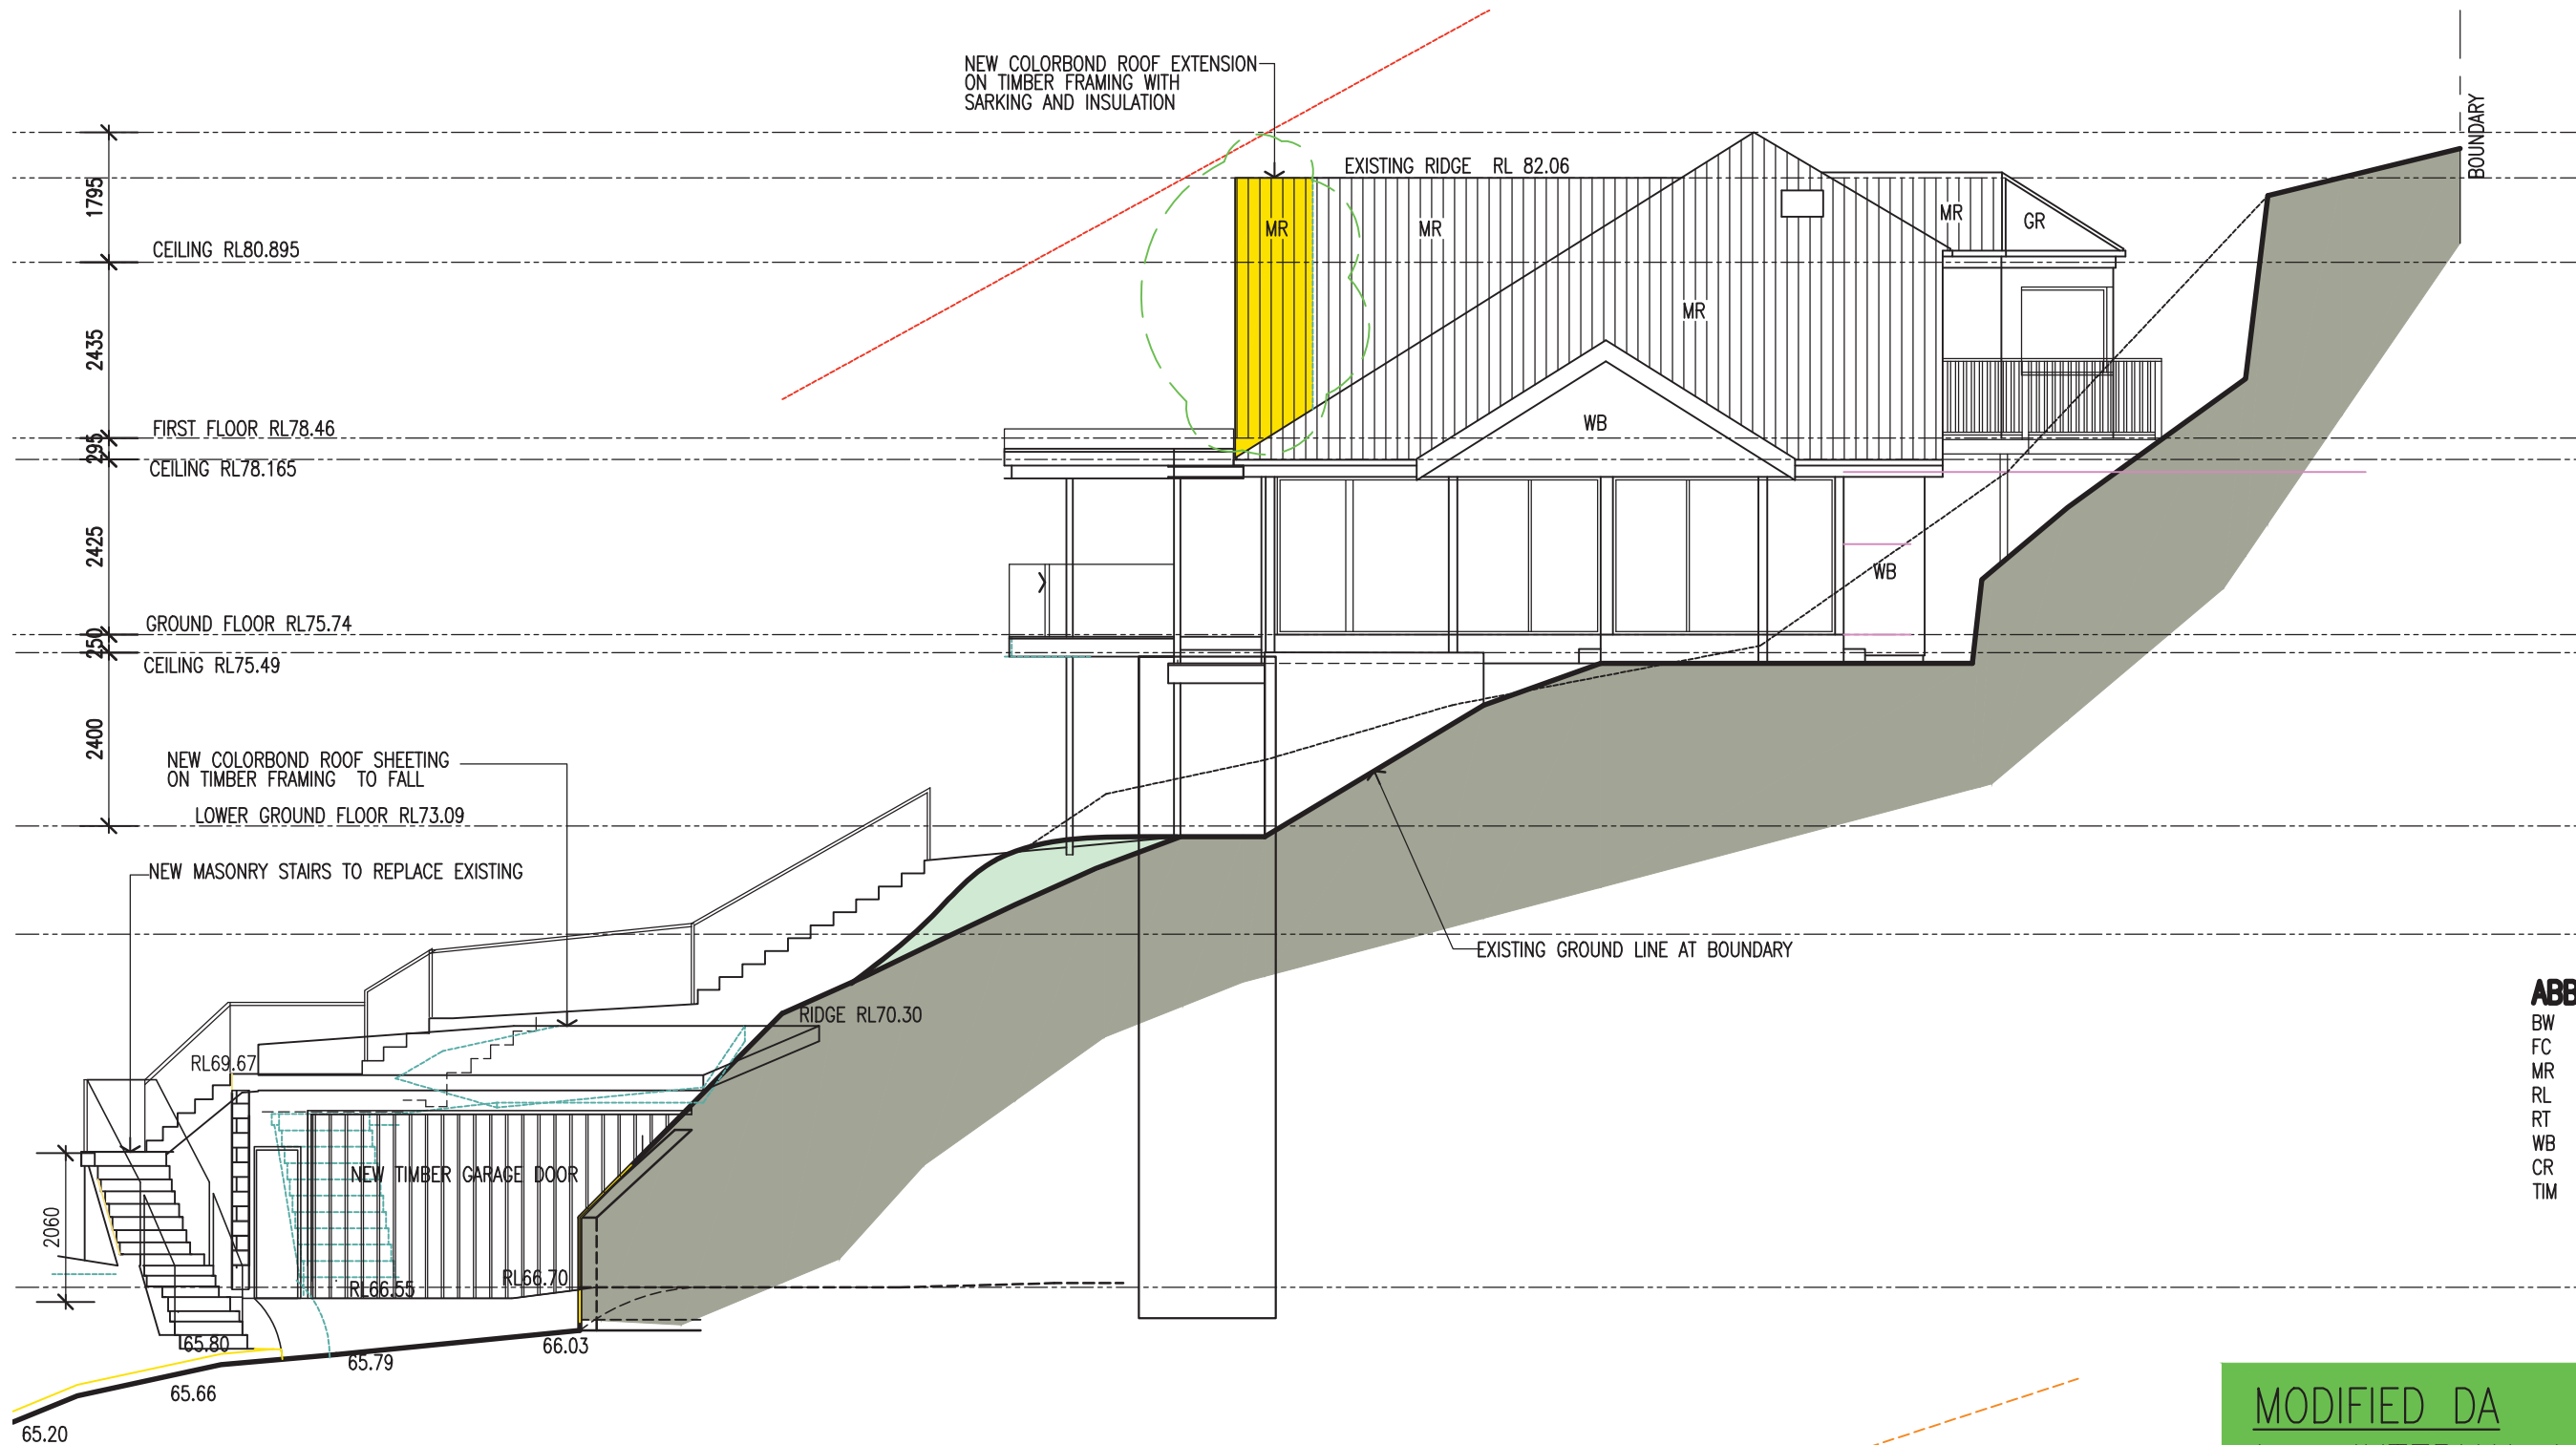 NEW COLORBOND ROOF EXTENSION
ON TIMBER FRAMING WITH
SARKING AND INSULATION
BOUNDARY
EXISTING RIDGE RL 82.06
1795
MR
MR
MR
GR
CEILING RL80.895
MR
2435
FIRST FLOOR RL78.46
WB
295
CEILING RL78.165
2425
WB
GROUND FLOOR RL75.74
250
CEILING RL75.49
2400
NEW COLORBOND ROOF SHEETING
ON TIMBER FRAMING TO FALL
LOWER GROUND FLOOR RL73.09
NEW MASONRY STAIRS TO REPLACE EXISTING
EXISTING GROUND LINE AT BOUNDARY
RIDGE RL70.30
RL69.67
NEW TIMBER GARAGE DOOR
2060
RL66.70
RL66.55
65.80
66.03
65.79
65.66
65.20
ABB
BW
FC
MR
RL
RT
WB
CR
TIM
MODIFIED DA